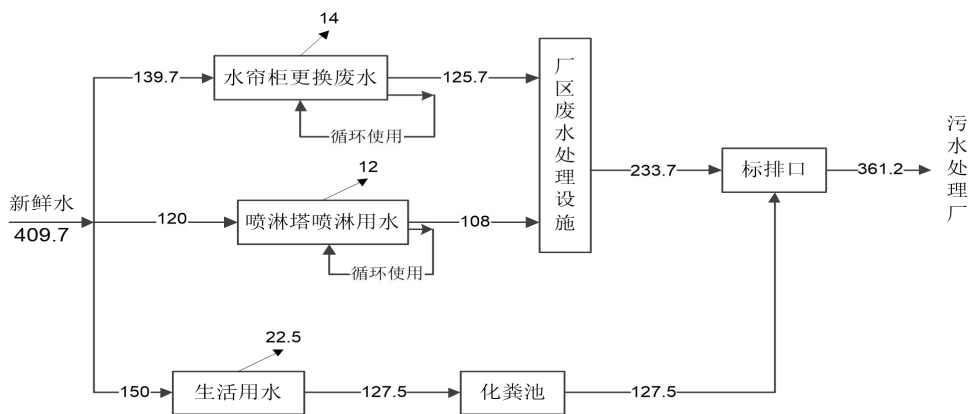 14
139.7
水帘柜更换废水
125.7
循环使用
厂区废水处理设施
12
新鲜水
409.7
120
喷淋塔喷淋用水
108
循环使用
233.7
标排口
361.2
污水处理厂
22.5
150
生活用水
127.5
化粪池
127.5